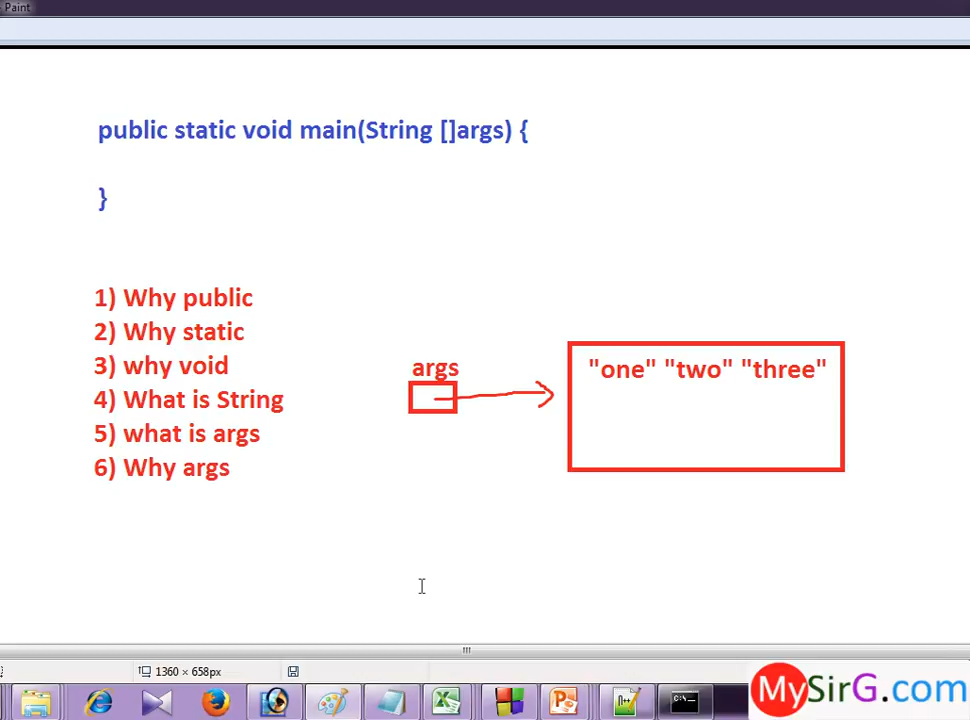 Paint
public static void main(String []args) {
}
1) Why public
2) Why static
3) why void
4) What is String
5) what is args
6) Why args
args
"one" "two" "three"
1360 × 658px
MySirG.com